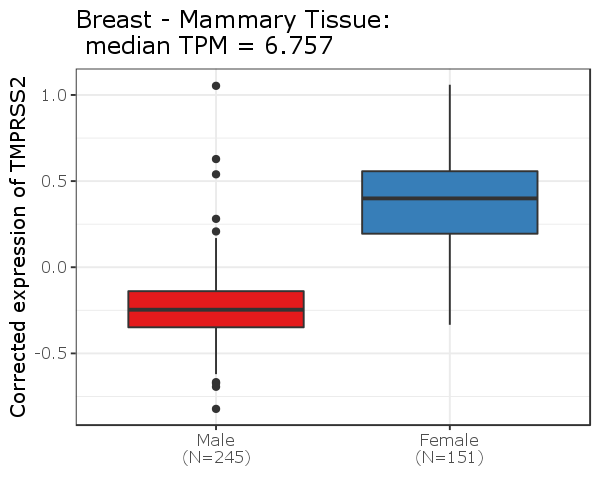 Breast - Mammary Tissue:
median TPM = 6.757
Corrected expression of TMPRSS2
1.0
0.5
0.0
-0.5
Male
(N=245)
Female
(N=151)